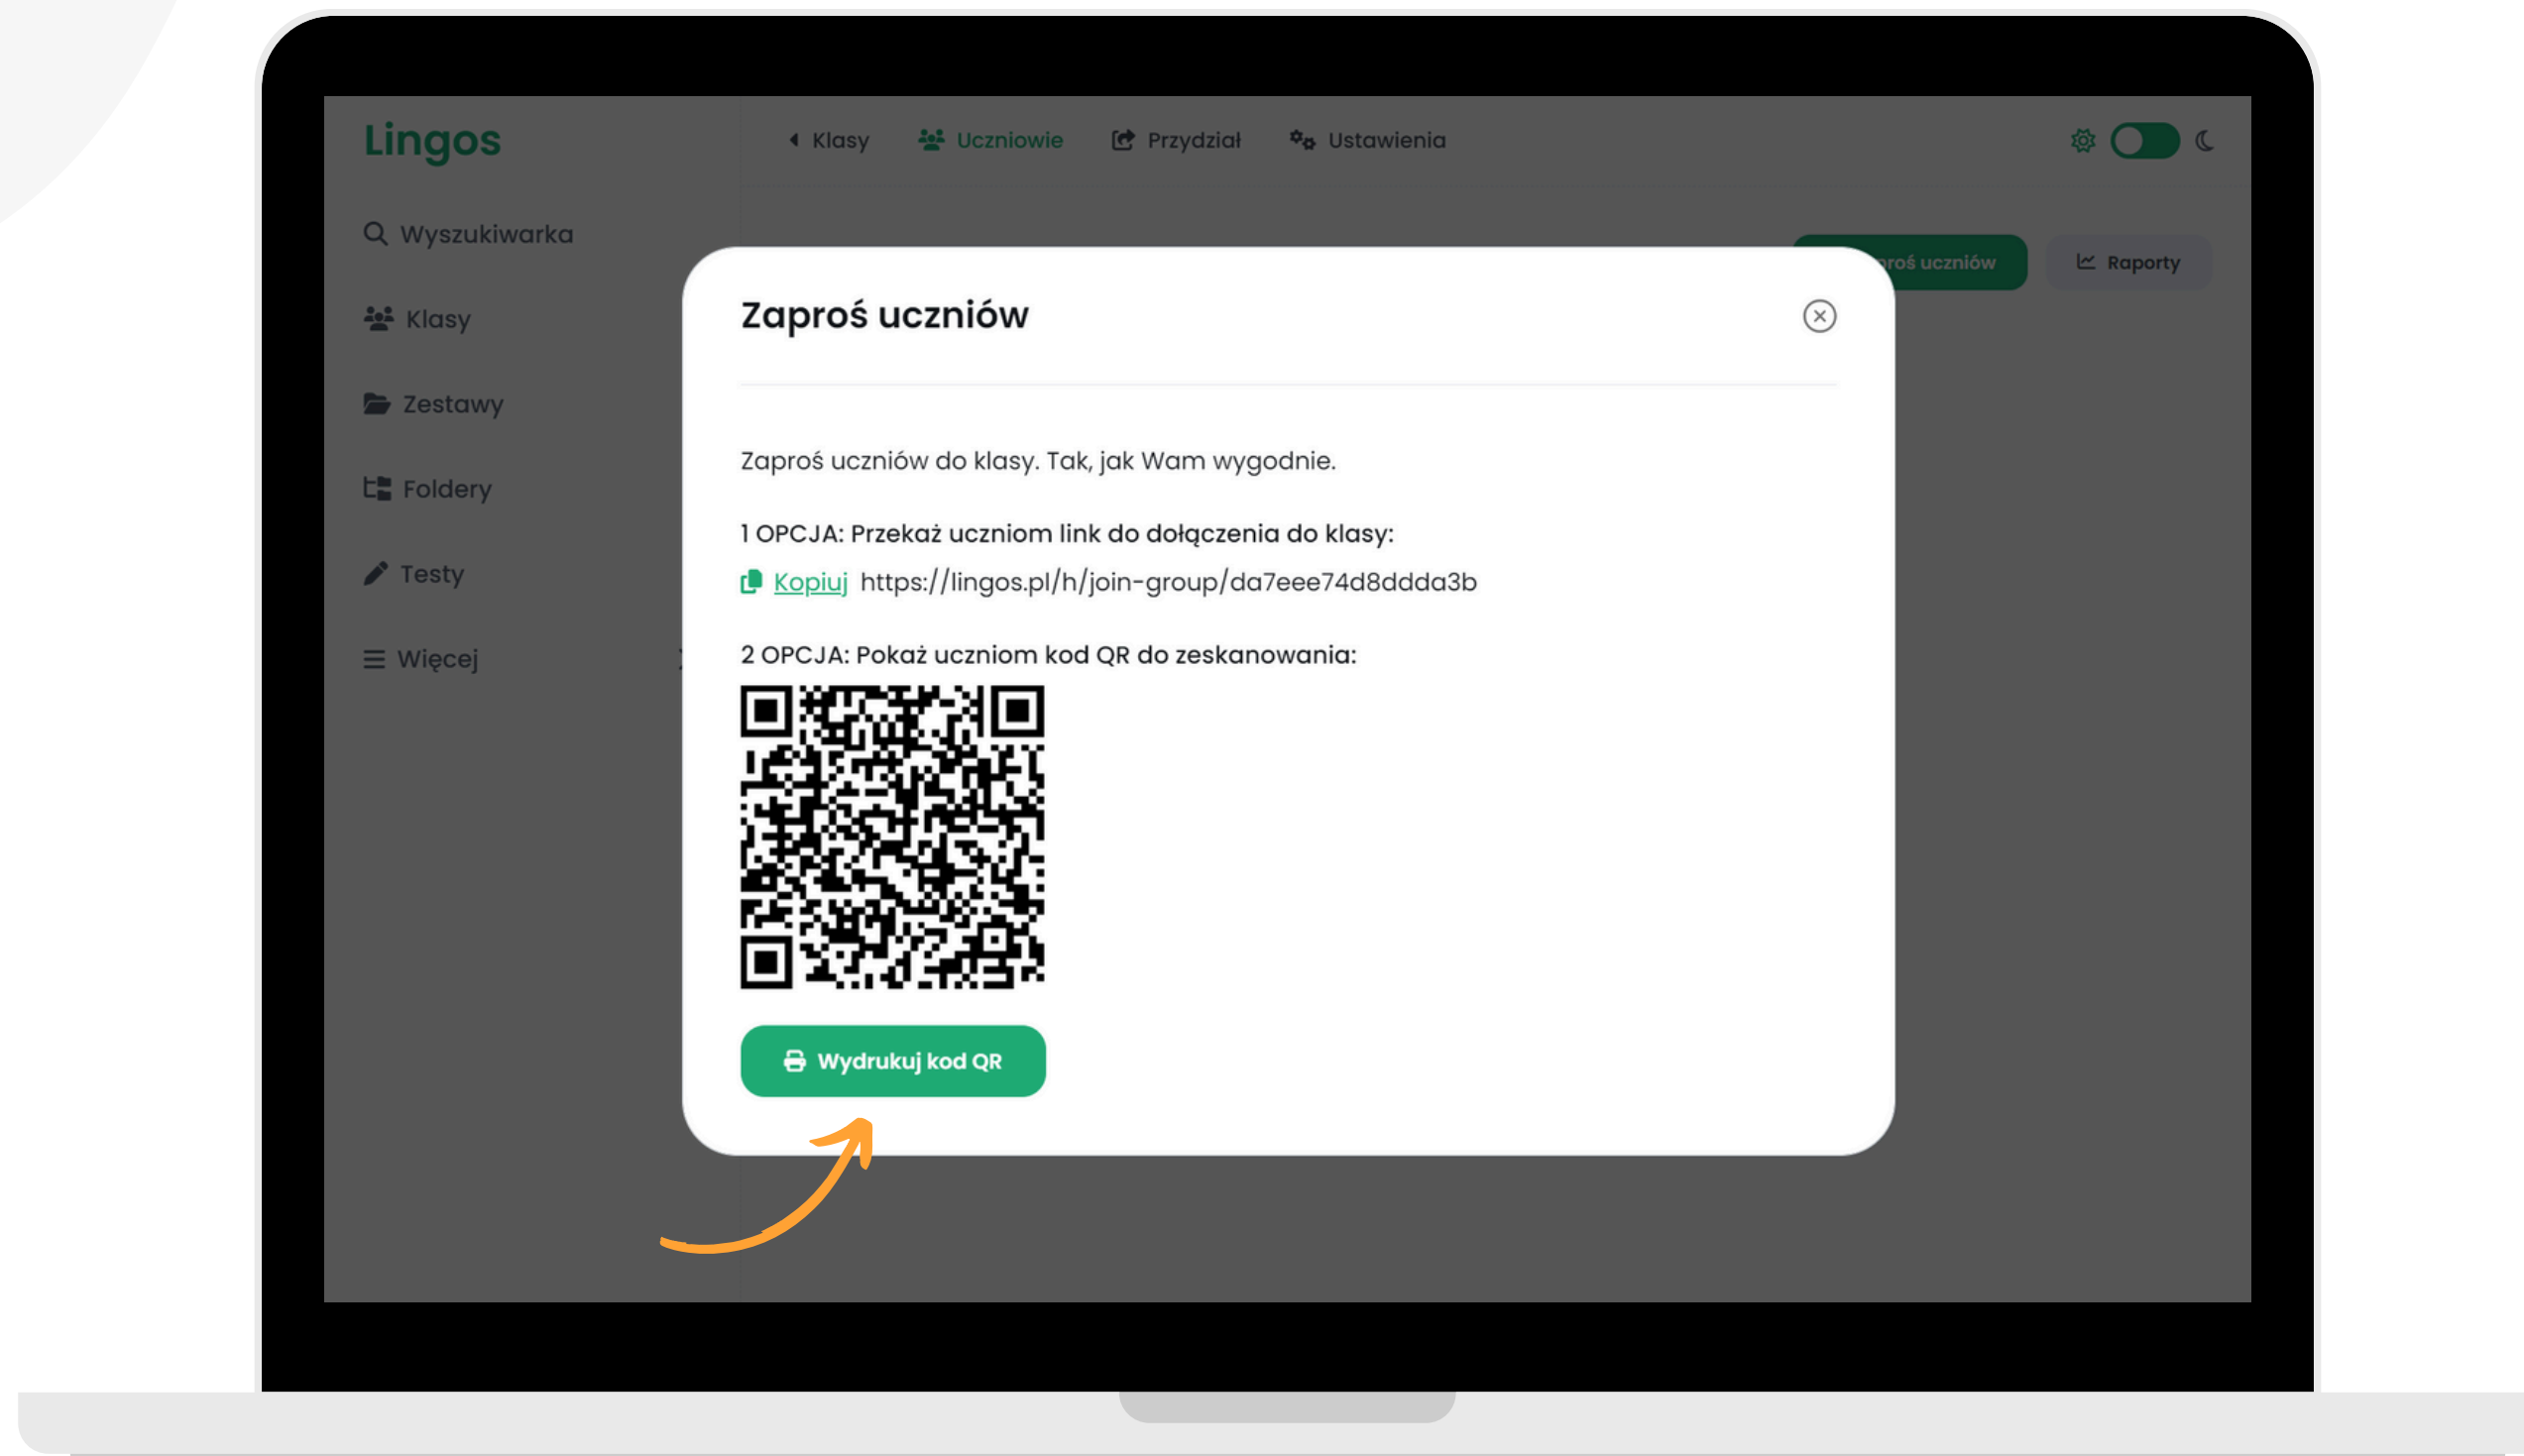 Lingos
Klasy
Uczniowie
Przydział
Ustawienia
Wyszukiwarka
Klasy
Zestawy
Foldery
Testy
Więcej
uczniów
Raporty
Zaproś uczniów
Zaproś uczniów do klasy. Tak, jak Wam wygodnie.
1 OPCJA: Przekaż uczniom link do dołączenia do klasy:
Kopiuj https://lingos.pl/h/join-group/da7eee74d8ddda3b
2 OPCJA: Pokaż uczniom kod QR do zeskanowania:
Wydrukuj kod QR